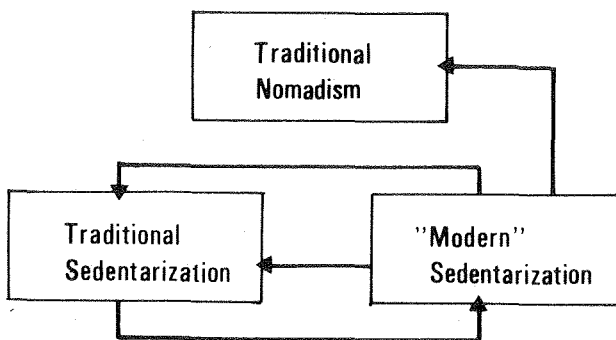 Traditional
Nomadism
Traditional
Sedentarization
"Modern"
Sedentarization